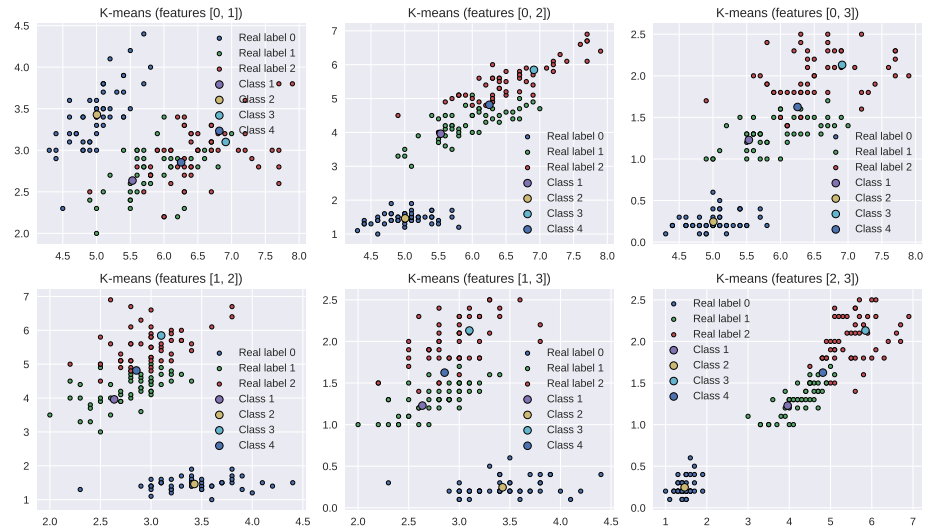 K-means (features [0, 1])
4.5
4.0
3.5
3.0
2.5
2.0
4.5 5.0 5.5 6.0 6.5 7.0 7.5 8.0
Real label 0
Real label 1
Real label 2
Class 1
Class 2
Class 3
Class 4
K-means (features [0, 2])
7
6
5
4
3
2
1
4.5 5.0 5.5 6.0 6.5 7.0 7.5 8.0
Real label 0
Real label 1
Real label 2
Class 1
Class 2
Class 3
Class 4
K-means (features [0, 3])
2.5
2.0
1.5
1.0
0.5
0.0
4.5 5.0 5.5 6.0 6.5 7.0 7.5 8.0
Real label 0
Real label 1
Real label 2
Class 1
Class 2
Class 3
Class 4
K-means (features [1, 2])
7
6
5
4
3
2
1
2.0 2.5 3.0 3.5 4.0 4.5
Real label 0
Real label 1
Real label 2
Class 1
Class 2
Class 3
Class 4
K-means (features [1, 3])
2.5
2.0
1.5
1.0
0.5
0.0
2.0 2.5 3.0 3.5 4.0 4.5
Real label 0
Real label 1
Real label 2
Class 1
Class 2
Class 3
Class 4
K-means (features [2, 3])
2.5
2.0
1.5
1.0
0.5
0.0
1 2 3 4 5 6 7
Real label 0
Real label 1
Real label 2
Class 1
Class 2
Class 3
Class 4